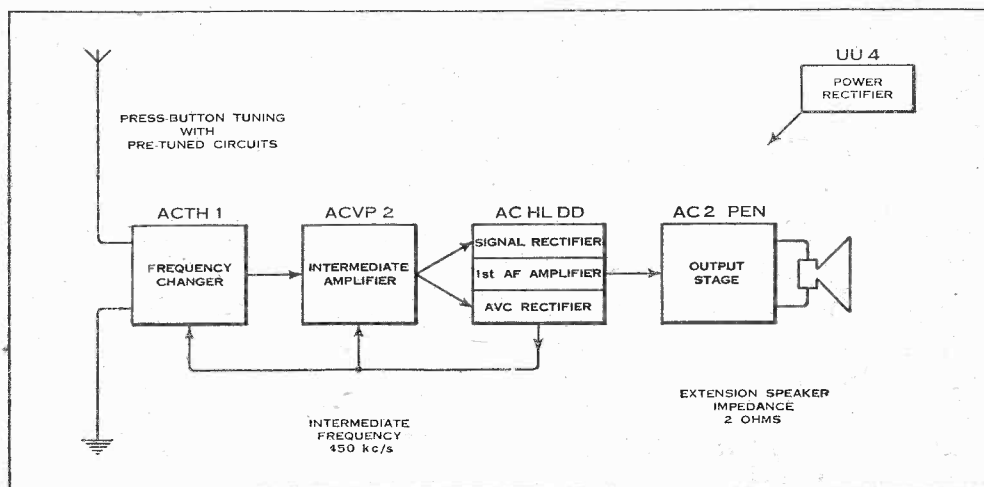 UU 4
POWER
RECTIFIER
PRESS-BUTTON TUNING
WITH
PRE-TUNED CIRCUITS
ACTH 1
FREQUENCY
CHANGER
ACVP 2
INTERMEDIATE
AMPLIFIER
AC HL DD
SIGNAL RECTIFIER
1st AF AMPLIFIER
AVC RECTIFIER
AC 2 PEN
OUTPUT
STAGE
INTERMEDIATE
FREQUENCY
450 kc/s
EXTENSION SPEAKER
IMPEDANCE
2 OHMS